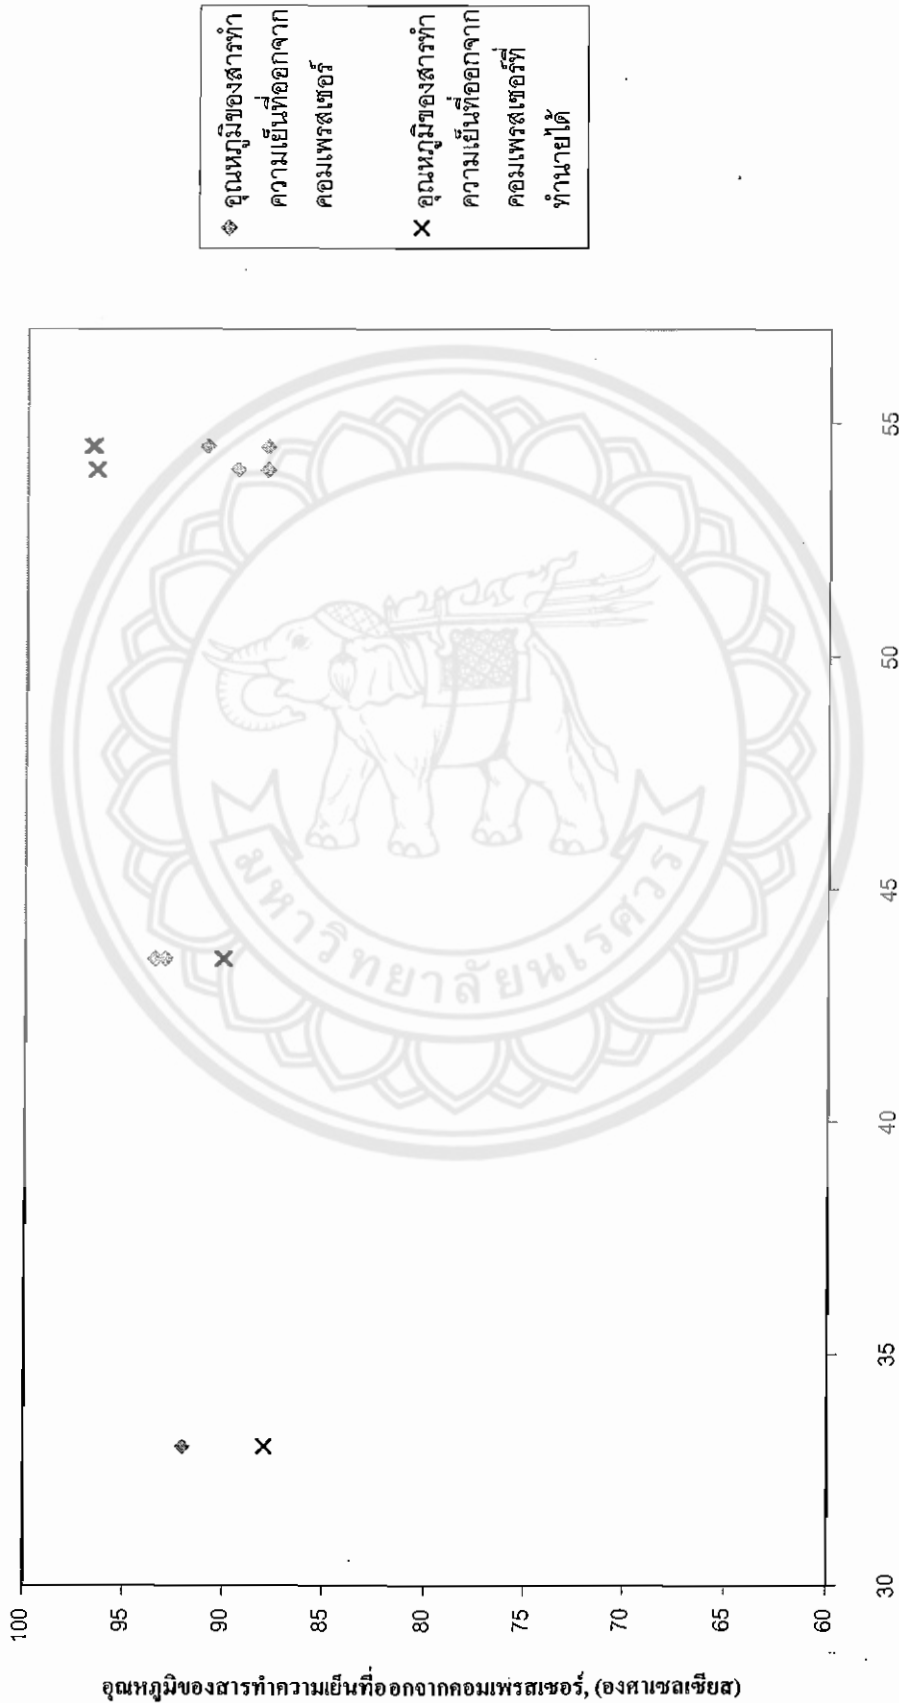 อุณหภูมิของสารทำความเย็นที่ออกจากคอมเพรสเซอร์, (องศาเซลเซียส)
100
95
90
85
80
75
70
65
60
30
35
40
45
50
55
อุณหภูมิของสารทำ
ความเย็นที่ออกจาก
คอมเพรสเซอร์
อุณหภูมิของสารทำ
ความเย็นที่ออกจาก
คอมเพรสเซอร์ที่
ทำนายได้
มหาวิทยาลัยนเรศวร